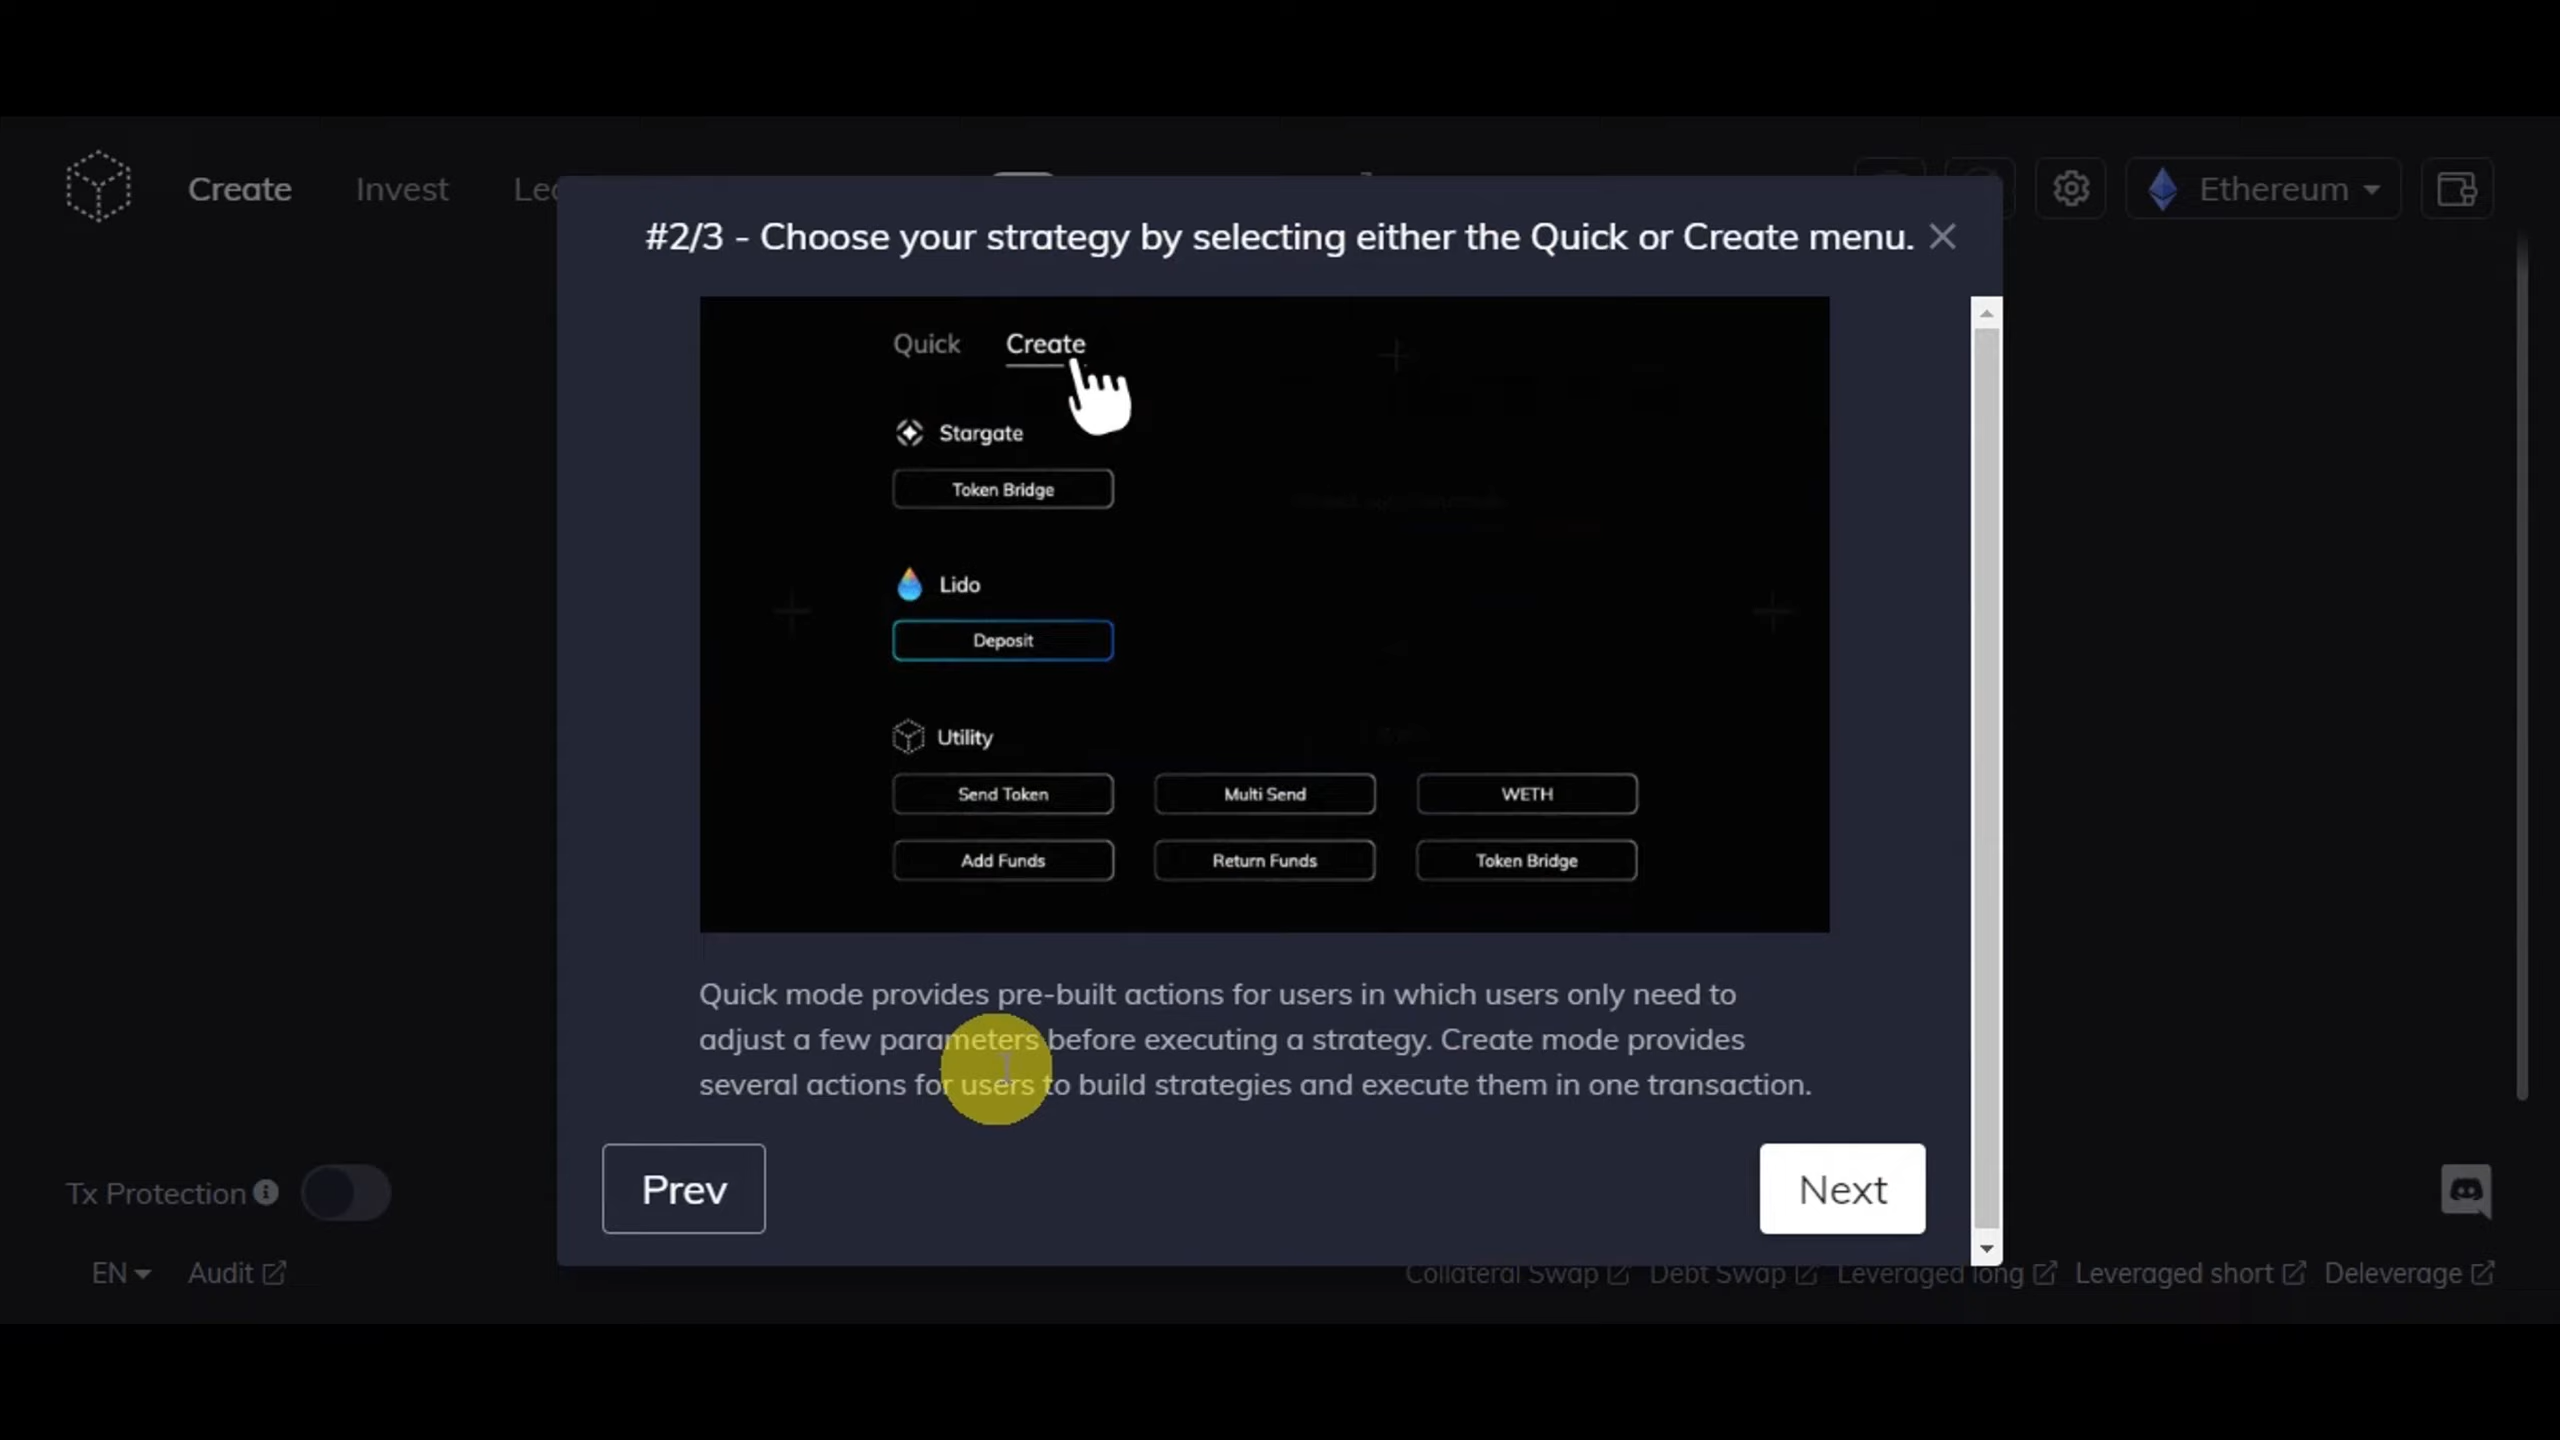 Create Invest Lea Ethereum
#2/3 - Choose your strategy by selecting either the Quick or Create menu.
Quick Create
Stargate
Token Bridge
Lido
Deposit
Utility
Send Token Multi Send WETH
Add Funds Return Funds Token Bridge
Quick mode provides pre-built actions for users in which users only need to
adjust a few parameters before executing a strategy. Create mode provides
several actions for users to build strategies and execute them in one transaction.
Prev Next
Tx Protection
EN Audit Collateral Swap Debt Swap Leveraged long Leveraged short Deleverage